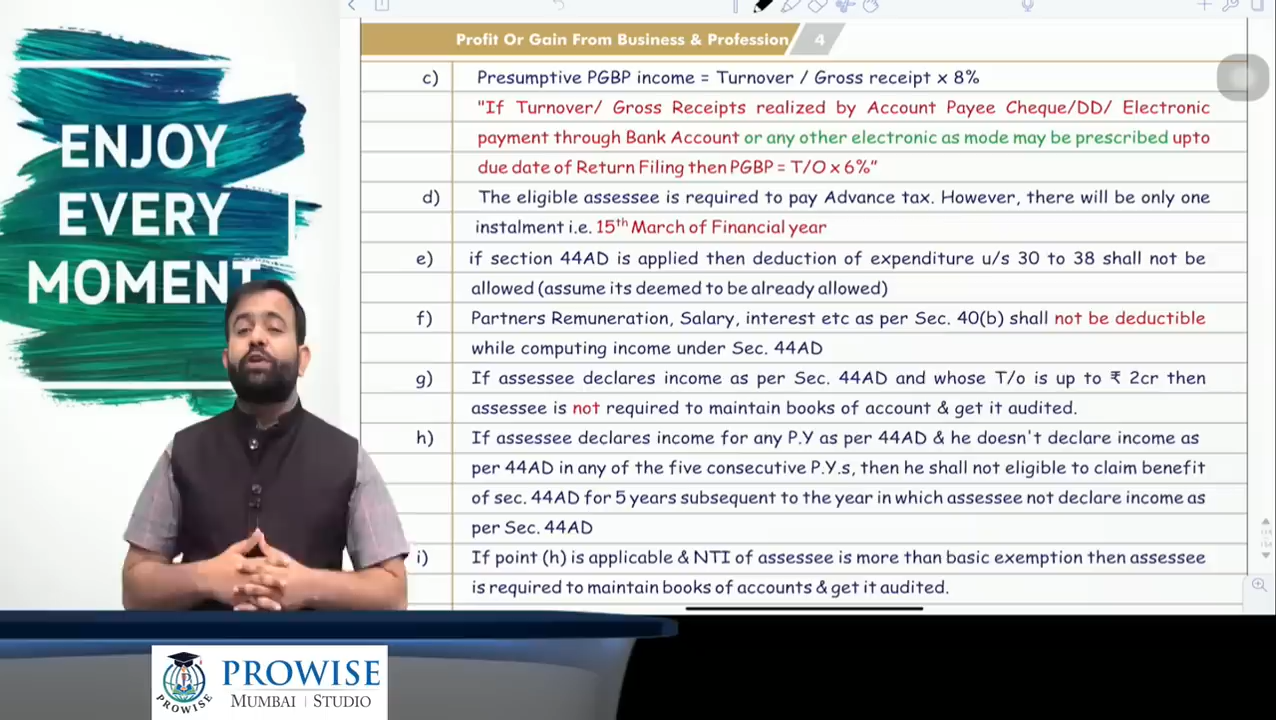 ENJOY
EVERY
MOMENT
Profit Or Gain From Business & Profession 4
c) Presumptive PGBP income = Turnover / Gross receipt x 8%
"If Turnover/ Gross Receipts realized by Account Payee Cheque/DD/ Electronic
payment through Bank Account or any other electronic as mode may be prescribed upto
due date of Return Filing then PGBP = T/O x 6%"
d) The eligible assessee is required to pay Advance tax. However, there will be only one
instalment i.e. 15th March of Financial year
e) if section 44AD is applied then deduction of expenditure u/s 30 to 38 shall not be
allowed (assume its deemed to be already allowed)
f) Partners Remuneration, Salary, interest etc as per Sec. 40(b) shall not be deductible
while computing income under Sec. 44AD
g) If assessee declares income as per Sec. 44AD and whose T/o is up to ₹ 2cr then
assessee is not required to maintain books of account & get it audited.
h) If assessee declares income for any P.Y as per 44AD & he doesn't declare income as
per 44AD in any of the five consecutive P.Y.s, then he shall not eligible to claim benefit
of sec. 44AD for 5 years subsequent to the year in which assessee not declare income as
per Sec. 44AD
i) If point (h) is applicable & NTI of assessee is more than basic exemption then assessee
is required to maintain books of accounts & get it audited.
PROWISE
PROWISE
MUMBAI | STUDIO